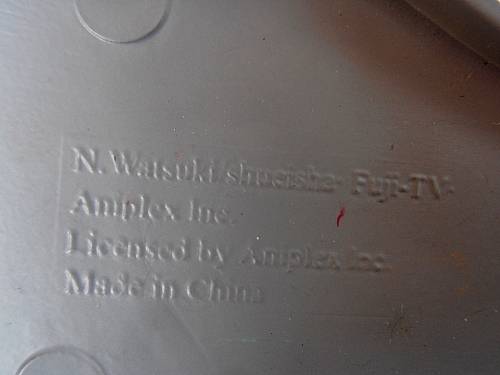 N.Watsuki/shueisha· Fuji-TV·
Aniplex Inc.
Licensed by Aniplex Inc.
Made in China